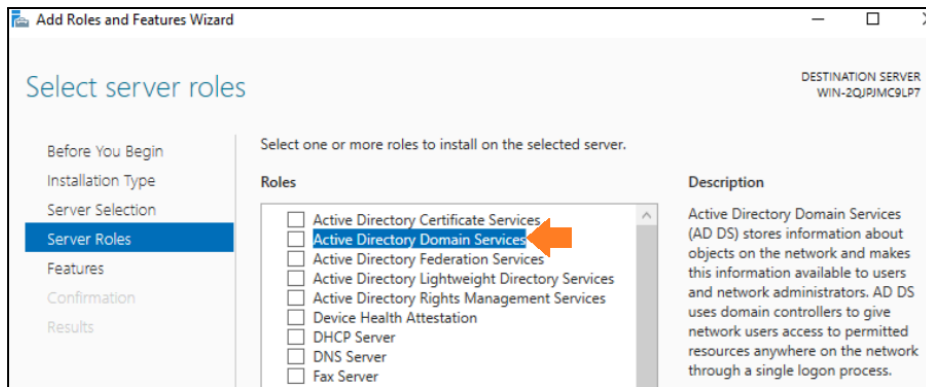 Add Roles and Features Wizard
Select server roles
DESTINATION SERVER
WIN-2QJPJMC9LP7
Before You Begin
Installation Type
Server Selection
Server Roles
Features
Confirmation
Results
Select one or more roles to install on the selected server.
Roles
Active Directory Certificate Services
Active Directory Domain Services
Active Directory Federation Services
Active Directory Lightweight Directory Services
Active Directory Rights Management Services
Device Health Attestation
DHCP Server
DNS Server
Fax Server
Description
Active Directory Domain Services
(AD DS) stores information about
objects on the network and makes
this information available to users
and network administrators. AD DS
uses domain controllers to give
network users access to permitted
resources anywhere on the network
through a single logon process.